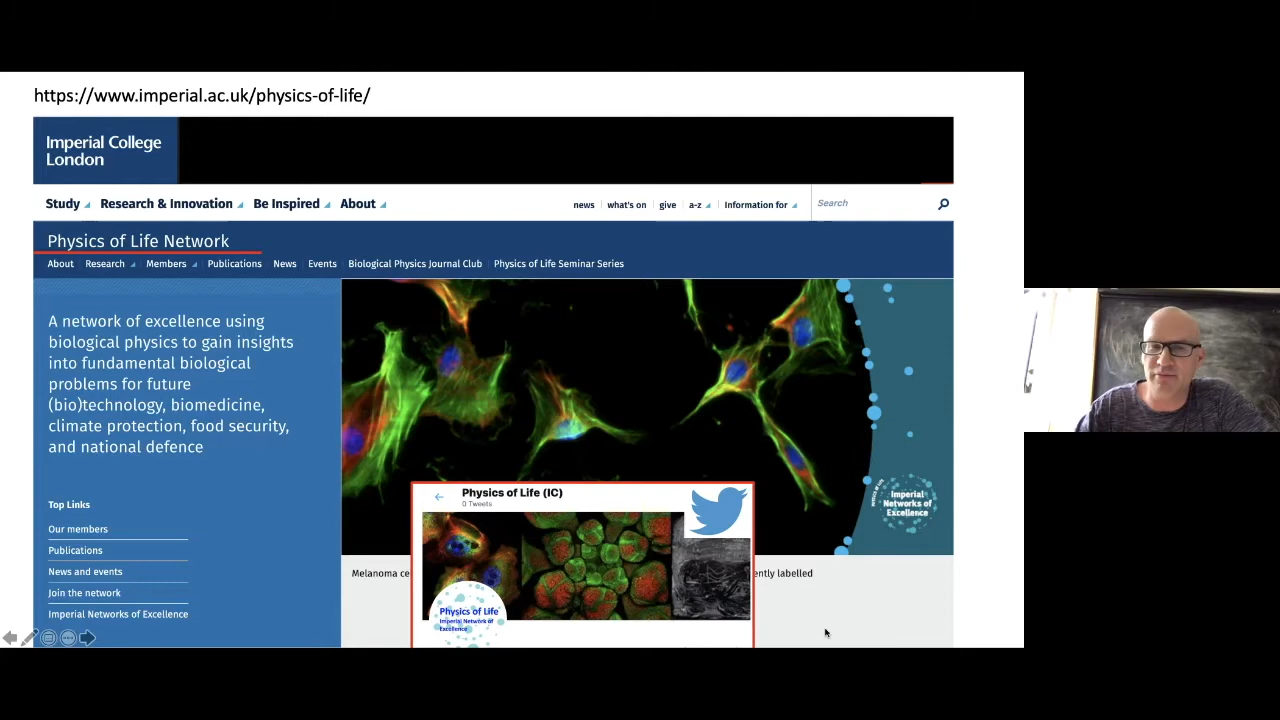 https://www.imperial.ac.uk/physics-of-life/
Imperial College
London
Study Research & Innovation Be Inspired About news what's on give a-z Information for Search
Physics of Life Network
About Research Members Publications News Events Biological Physics Journal Club Physics of Life Seminar Series
A network of excellence using
biological physics to gain insights
into fundamental biological
problems for future
(bio)technology, biomedicine,
climate protection, food security,
and national defence
Top Links
Our members
Publications
News and events
Join the network
Imperial Networks of Excellence
Imperial
Networks of
Excellence
Physics of Life (IC)
0 Tweets
Melanoma ce
ently labelled
Physics of Life
Imperial Network of
Excellence